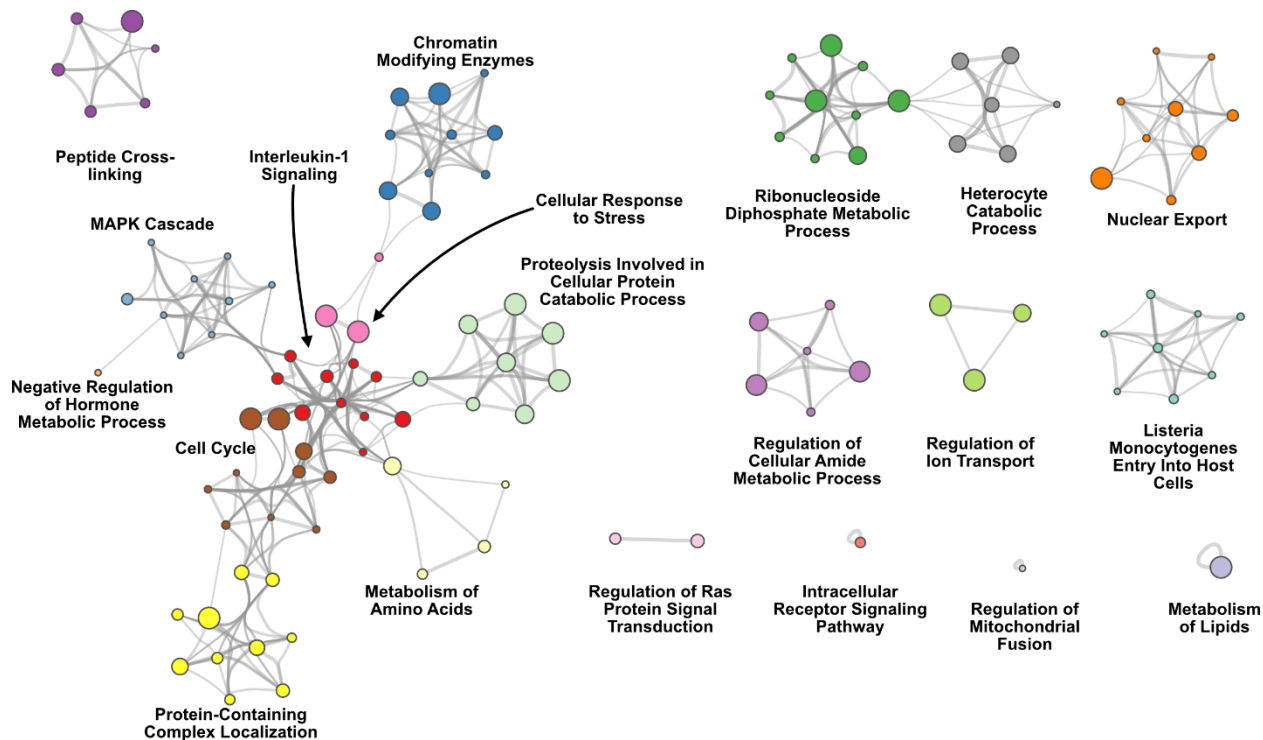 Chromatin
Modifying Enzymes
Peptide Cross-
linking
Interleukin-1
Signaling
Cellular Response
to Stress
MAPK Cascade
Proteolysis Involved in
Cellular Protein
Catabolic Process
Ribonucleoside
Diphosphate Metabolic
Process
Heterocyte
Catabolic
Process
Nuclear Export
Negative Regulation
of Hormone
Metabolic Process
Cell Cycle
Regulation of
Cellular Amide
Metabolic Process
Regulation of
Ion Transport
Listeria
Monocytogenes
Entry Into Host
Cells
Metabolism of
Amino Acids
Regulation of Ras
Protein Signal
Transduction
Intracellular
Receptor Signaling
Pathway
Regulation of
Mitochondrial
Fusion
Metabolism
of Lipids
Protein-Containing
Complex Localization